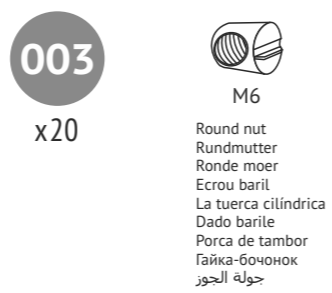 003
x20
M6
Round nut
Rundmutter
Ronde moer
Ecrou baril
La tuerca cilíndrica
Dado barile
Porca de tambor
Гайка-бочонок
جولة الجوز